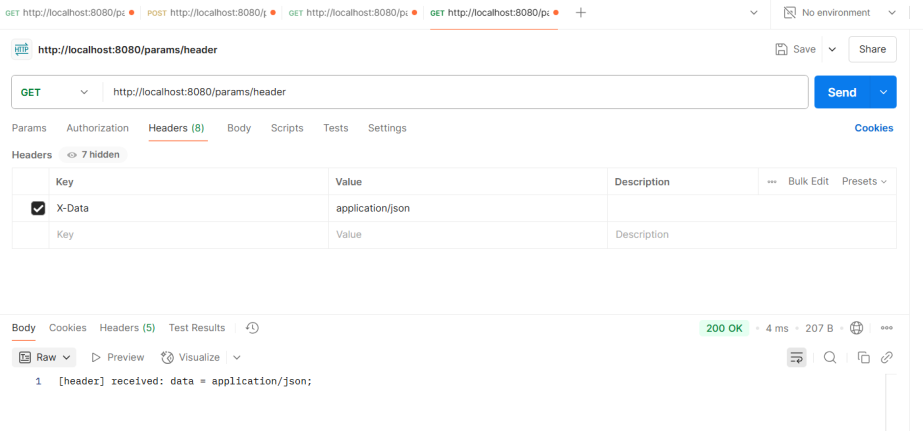 GET http://localhost:8080/pa POST http://localhost:8080/p GET http://localhost:8080/pa GET http://localhost:8080/pa No environment
HTTP http://localhost:8080/params/header Save Share
GET http://localhost:8080/params/header Send
Params Authorization Headers (8) Body Scripts Tests Settings Cookies
Headers 7 hidden
Key Value Description Bulk Edit Presets
X-Data application/json
Key Value Description
Body Cookies Headers (5) Test Results 200 OK 4 ms 207 B
Raw Preview Visualize
1 [header] received: data = application/json;